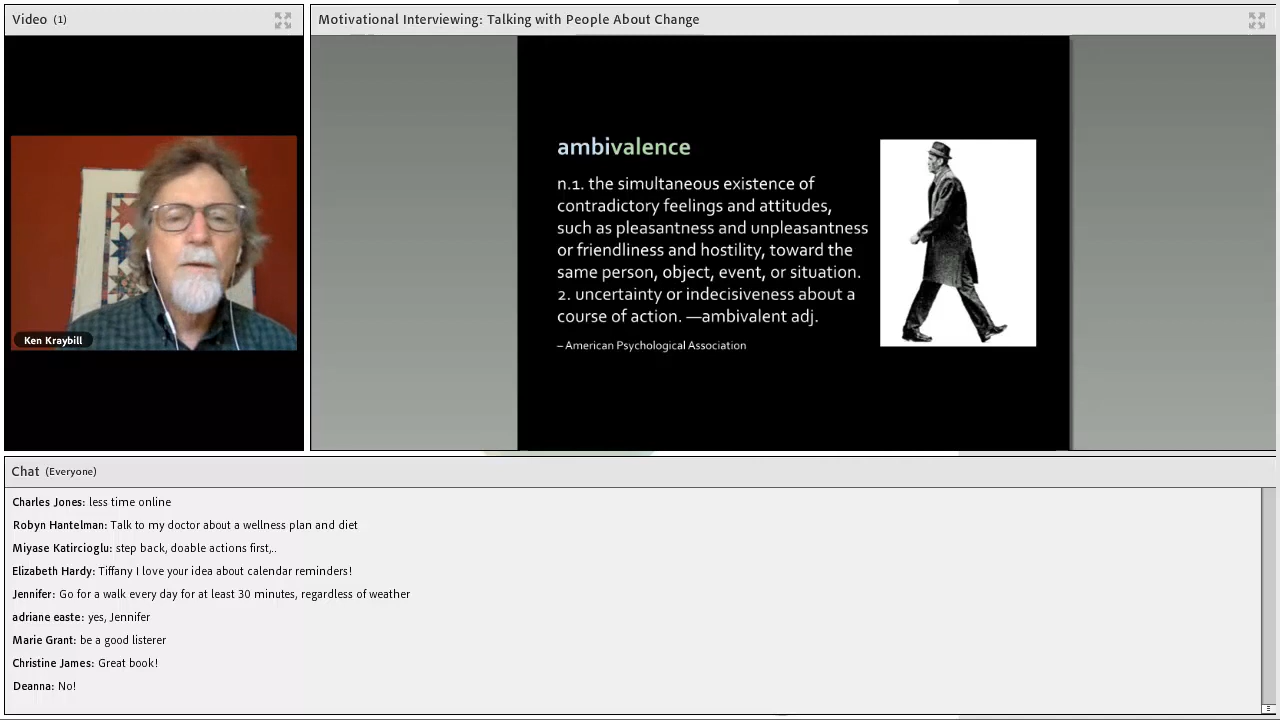 Video (1)
Motivational Interviewing: Talking with People About Change
Ken Kraybill
ambivalence
n.1. the simultaneous existence of
contradictory feelings and attitudes,
such as pleasantness and unpleasantness
or friendliness and hostility, toward the
same person, object, event, or situation.
2. uncertainty or indecisiveness about a
course of action. —ambivalent adj.
– American Psychological Association
Chat (Everyone)
Charles Jones: less time online
Robyn Hantelman: Talk to my doctor about a wellness plan and diet
Miyase Katircioglu: step back, doable actions first,..
Elizabeth Hardy: Tiffany I love your idea about calendar reminders!
Jennifer: Go for a walk every day for at least 30 minutes, regardless of weather
adriane easte: yes, Jennifer
Marie Grant: be a good listerer
Christine James: Great book!
Deanna: No!